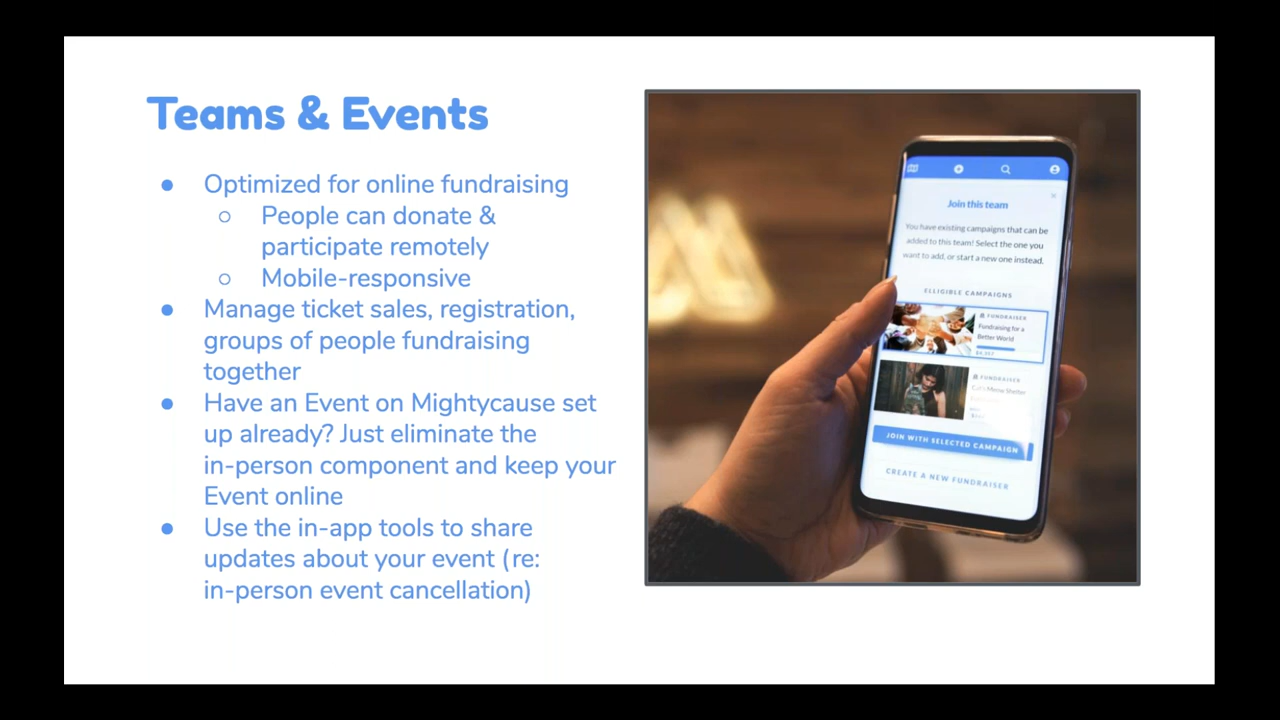 Teams & Events
● Optimized for online fundraising
○ People can donate &
participate remotely
○ Mobile-responsive
● Manage ticket sales, registration,
groups of people fundraising
together
● Have an Event on Mightycause set
up already? Just eliminate the
in-person component and keep your
Event online
● Use the in-app tools to share
updates about your event (re:
in-person event cancellation)
Join this team
You have existing campaigns that can be
added to this team! Select the one you
want to add, or start a new one instead.
ELLIGIBLE CAMPAIGNS
FUNDRAISER
Fundraising for a
Better World
FUNDRAISER
Shelter
JOIN WITH SELECTED CAMPAIGN
CREATE A NEW FUNDRAISER